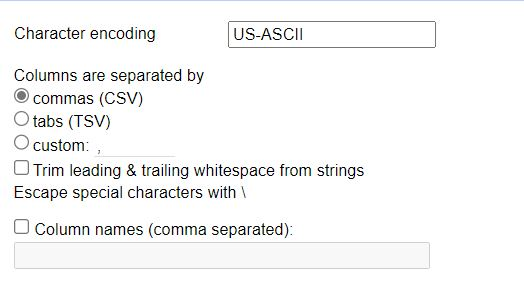 Character encoding US-ASCII
Columns are separated by
commas (CSV)
tabs (TSV)
custom: ,
Trim leading & trailing whitespace from strings
Escape special characters with \
Column names (comma separated):